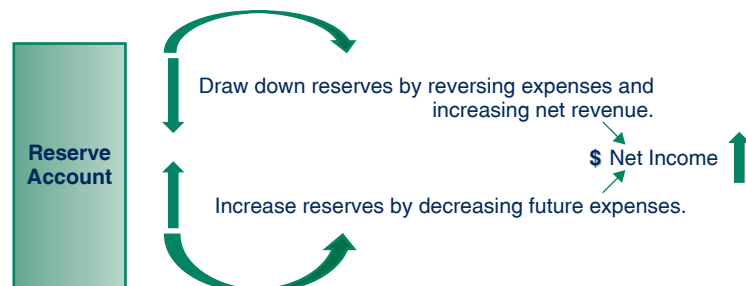 Draw down reserves by reversing expenses and
increasing net revenue.
Reserve
Account
$ Net Income
Increase reserves by decreasing future expenses.